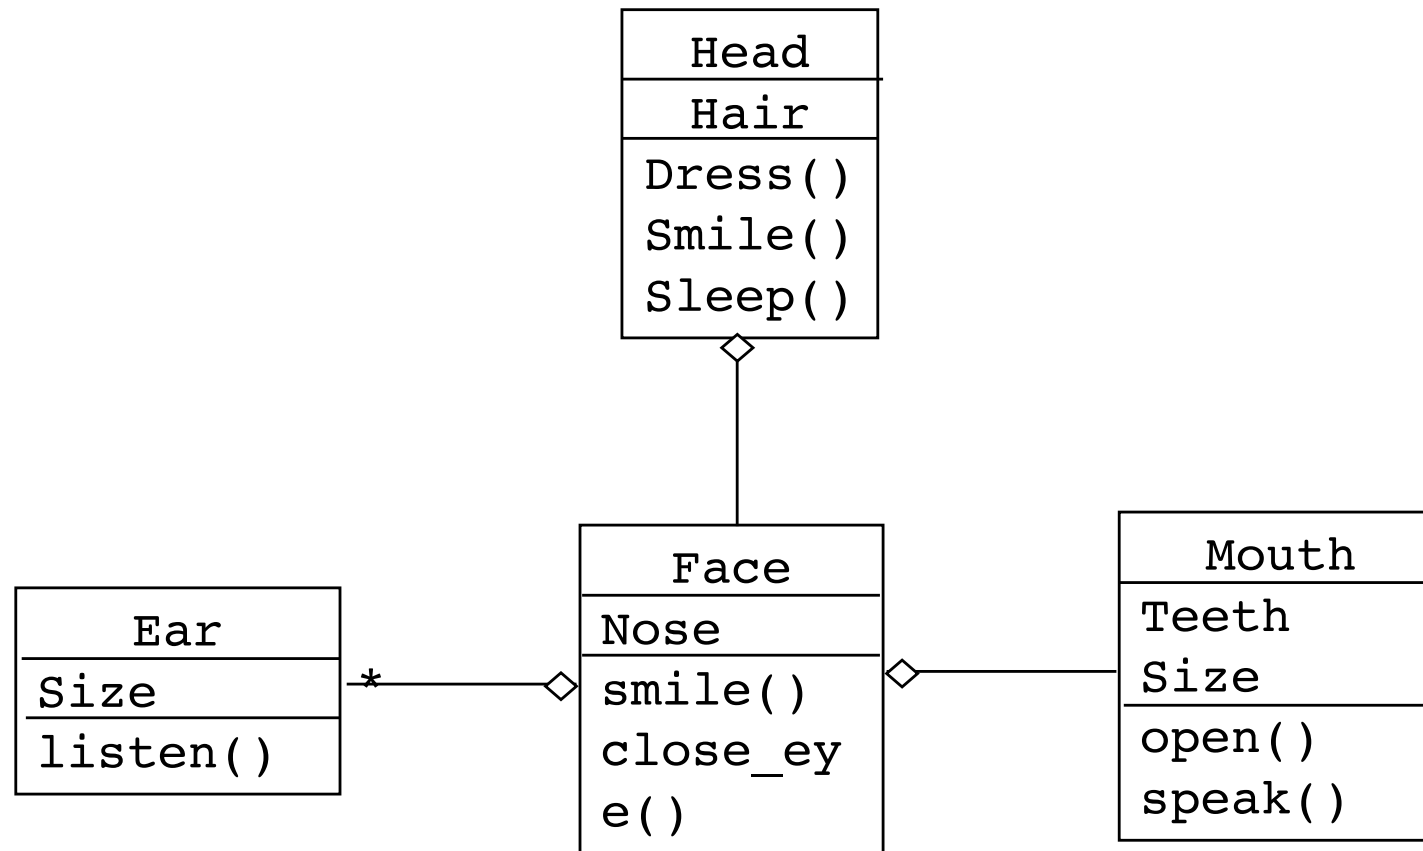 Head
Hair
Dress()
Smile()
Sleep()
Ear
Size
listen()
*
Face
Nose
smile()
close_ey
e()
Mouth
Teeth
Size
open()
speak()